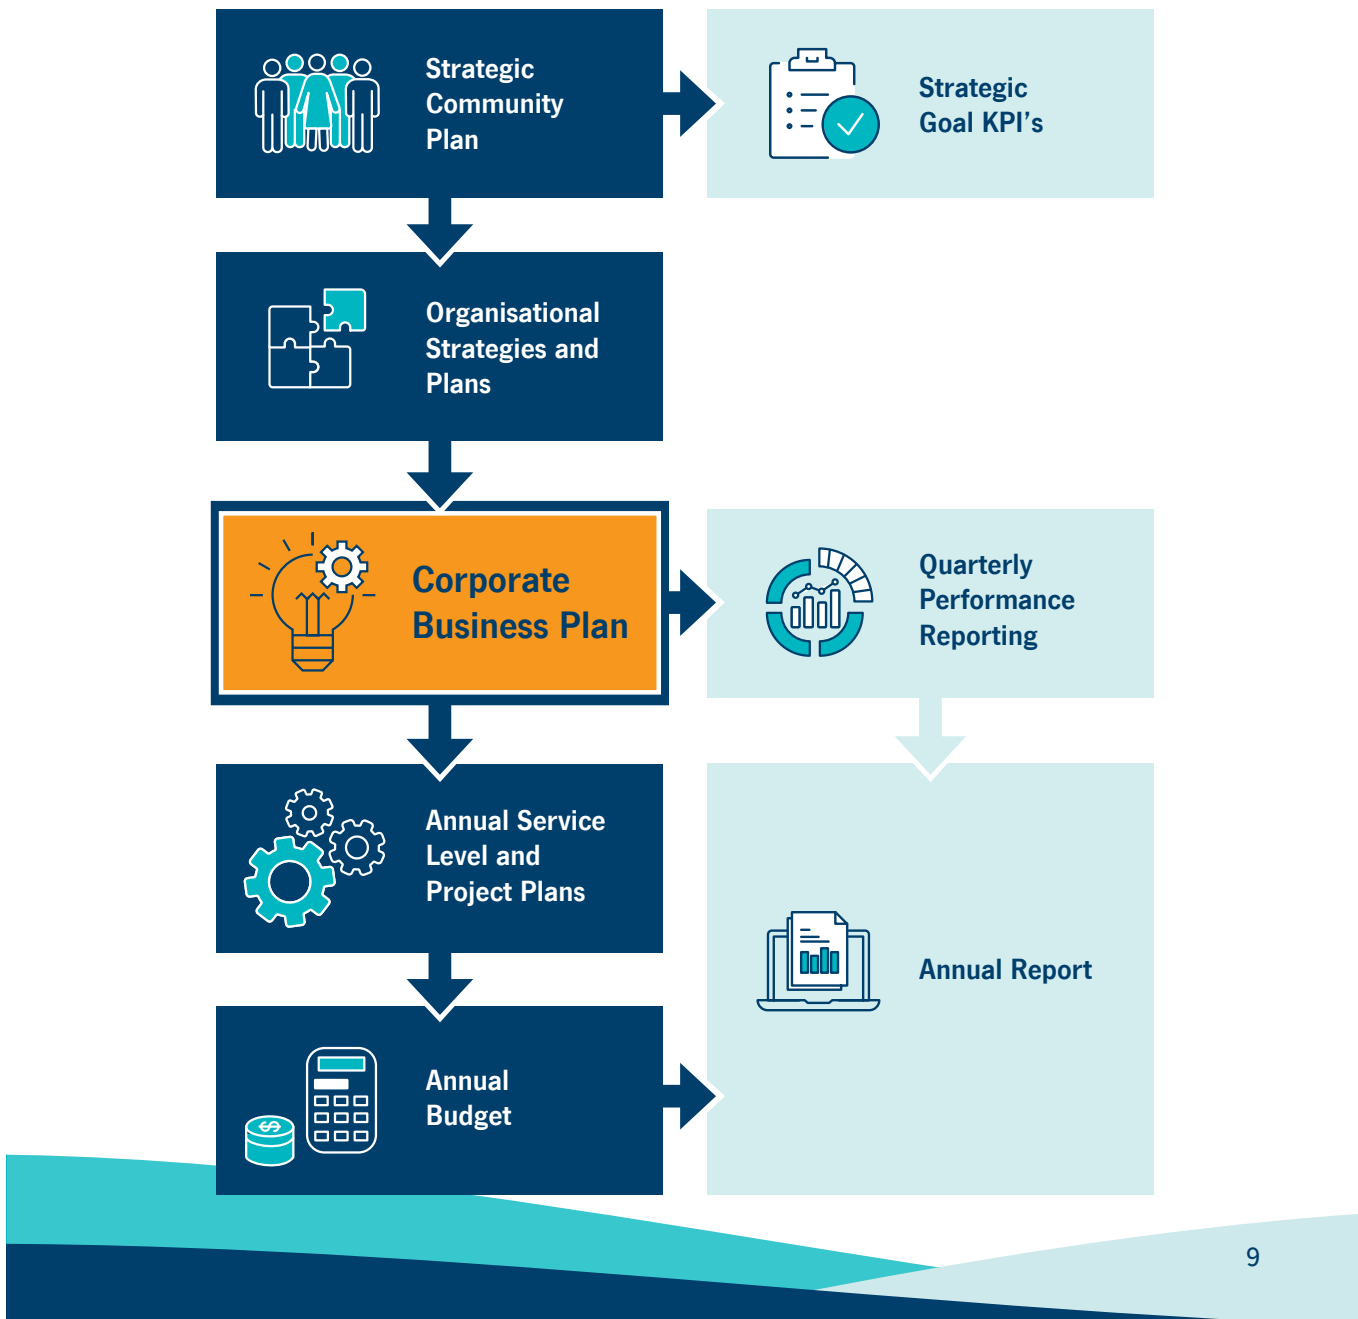 Strategic
Community
Plan
Strategic
Goal KPI's
Organisational
Strategies and
Plans
Corporate
Business Plan
Quarterly
Performance
Reporting
Annual Service
Level and
Project Plans
Annual Report
Annual
Budget
$
9